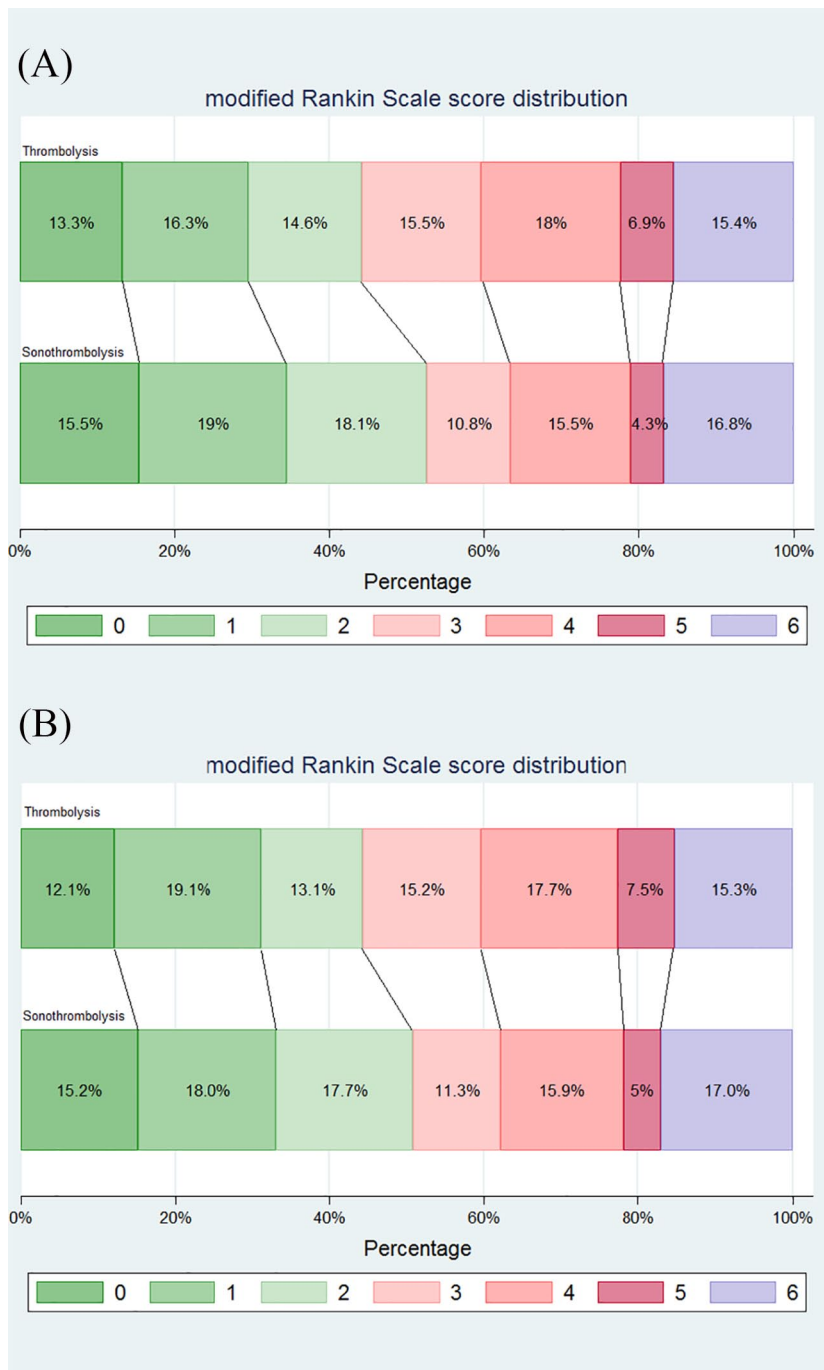 (A)
modified Rankin Scale score distribution
Thrombolysis
13.3% 16.3% 14.6% 15.5% 18% 6.9% 15.4%
Sonothrombolysis
15.5% 19% 18.1% 10.8% 15.5% 4.3% 16.8%
0% 20% 40% 60% 80% 100%
Percentage
0 1 2 3 4 5 6
(B)
modified Rankin Scale score distribution
Thrombolysis
12.1% 19.1% 13.1% 15.2% 17.7% 7.5% 15.3%
Sonothrombolysis
15.2% 18.0% 17.7% 11.3% 15.9% 5% 17.0%
0% 20% 40% 60% 80% 100%
Percentage
0 1 2 3 4 5 6